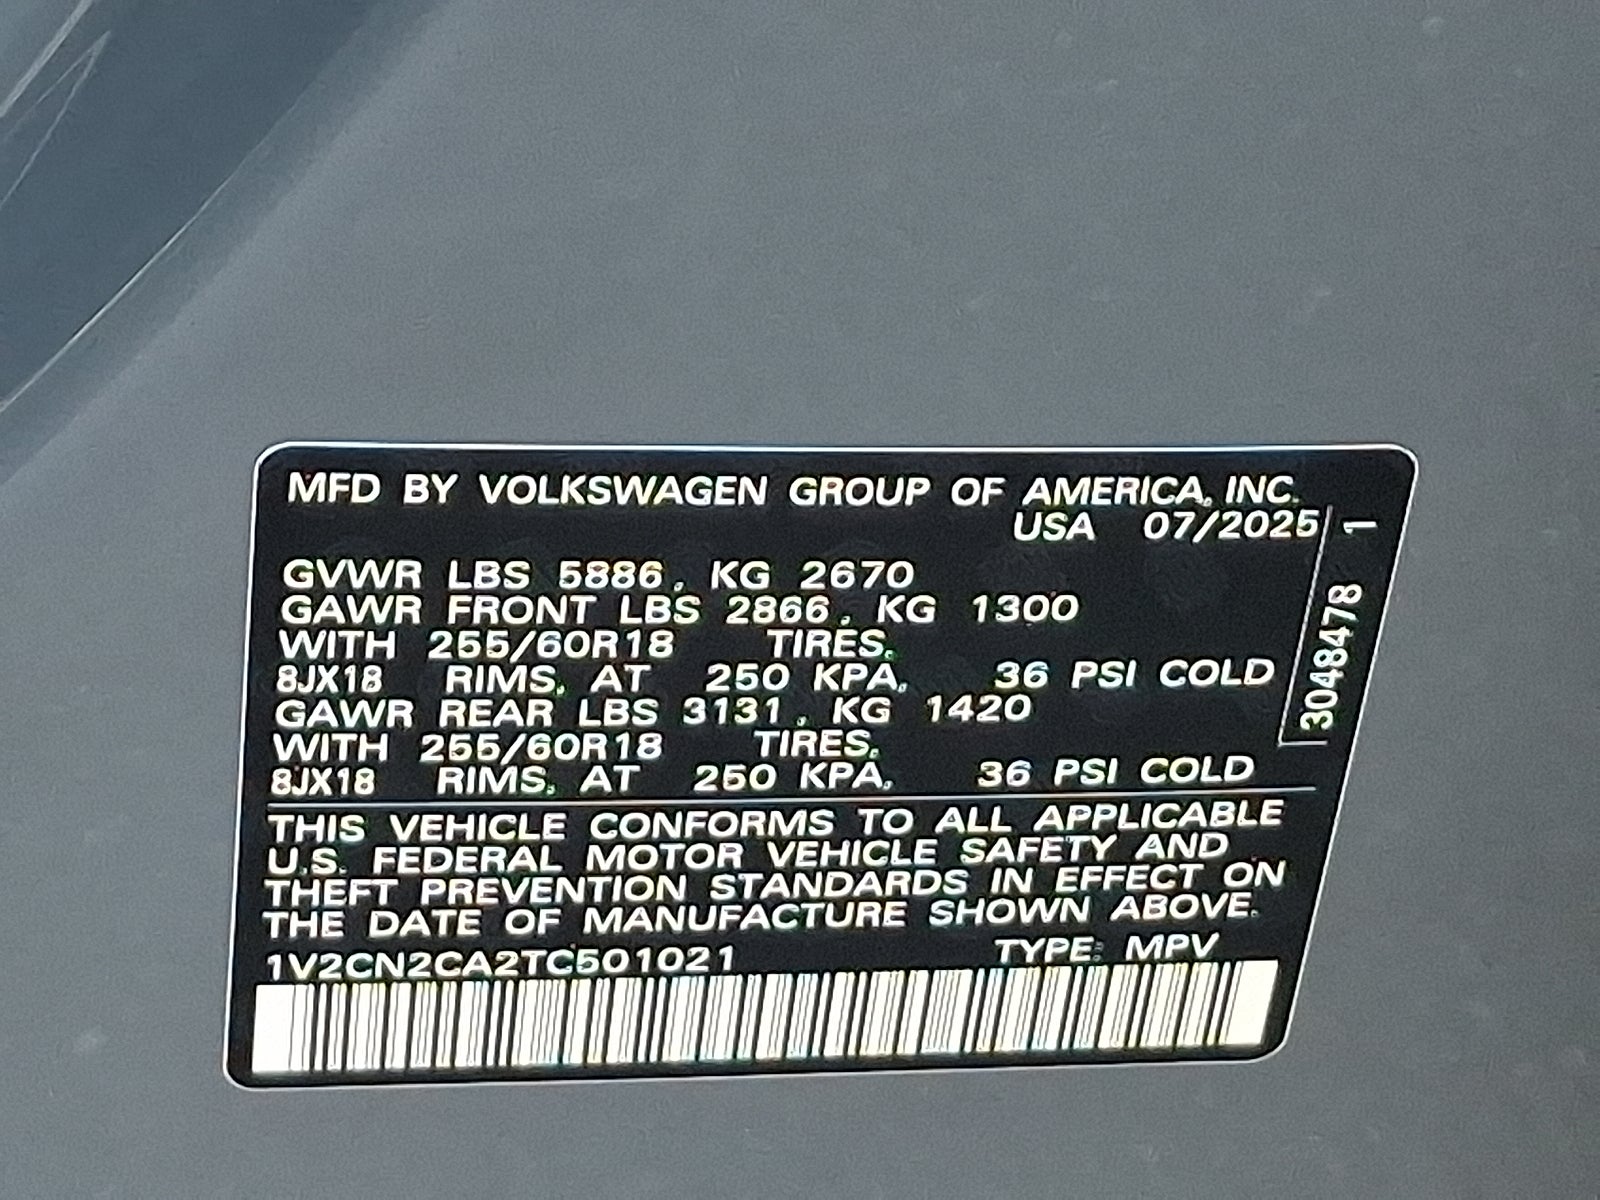 MFD BY VOLKSWAGEN GROUP OF AMERICA, INC.
USA 07/2025
GVWR LBS 5886, KG 2670
GAWR FRONT LBS 2866, KG 1300
WITH 255/60R18 TIRES,
8JX18 RIMS, AT 250 KPA, 36 PSI COLD
GAWR REAR LBS 3131, KG 1420
WITH 255/60R18 TIRES,
8JX18 RIMS, AT 250 KPA, 36 PSI COLD
3048478 1
THIS VEHICLE CONFORMS TO ALL APPLICABLE
U.S. FEDERAL MOTOR VEHICLE SAFETY AND
THEFT PREVENTION STANDARDS IN EFFECT ON
THE DATE OF MANUFACTURE SHOWN ABOVE.
1V2CN2CA2TC501021 TYPE: MPV